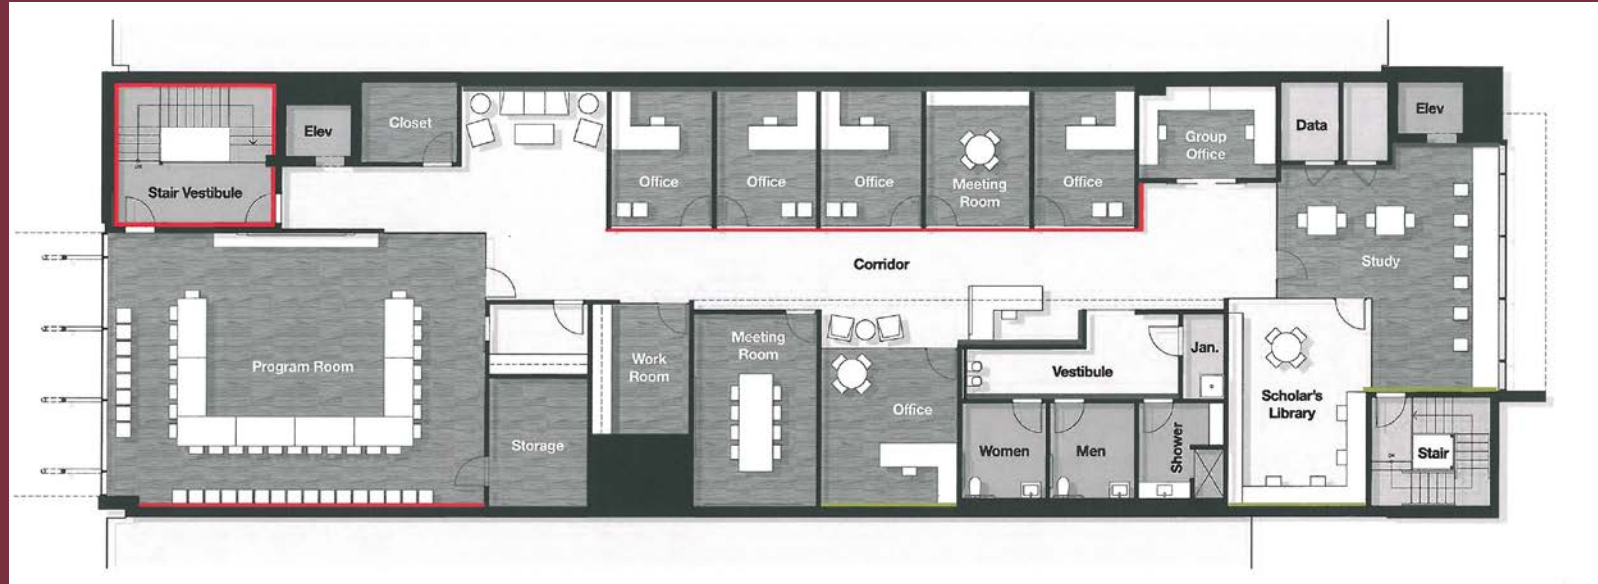 Elev
Closet
Stair Vestibule
Office
Office
Office
Meeting
Room
Office
Group
Office
Data
Elev
Study
Corridor
Program Room
Work
Room
Storage
Meeting
Room
Office
Vestibule
Jan.
Women
Men
Shower
Scholar's
Library
Stair